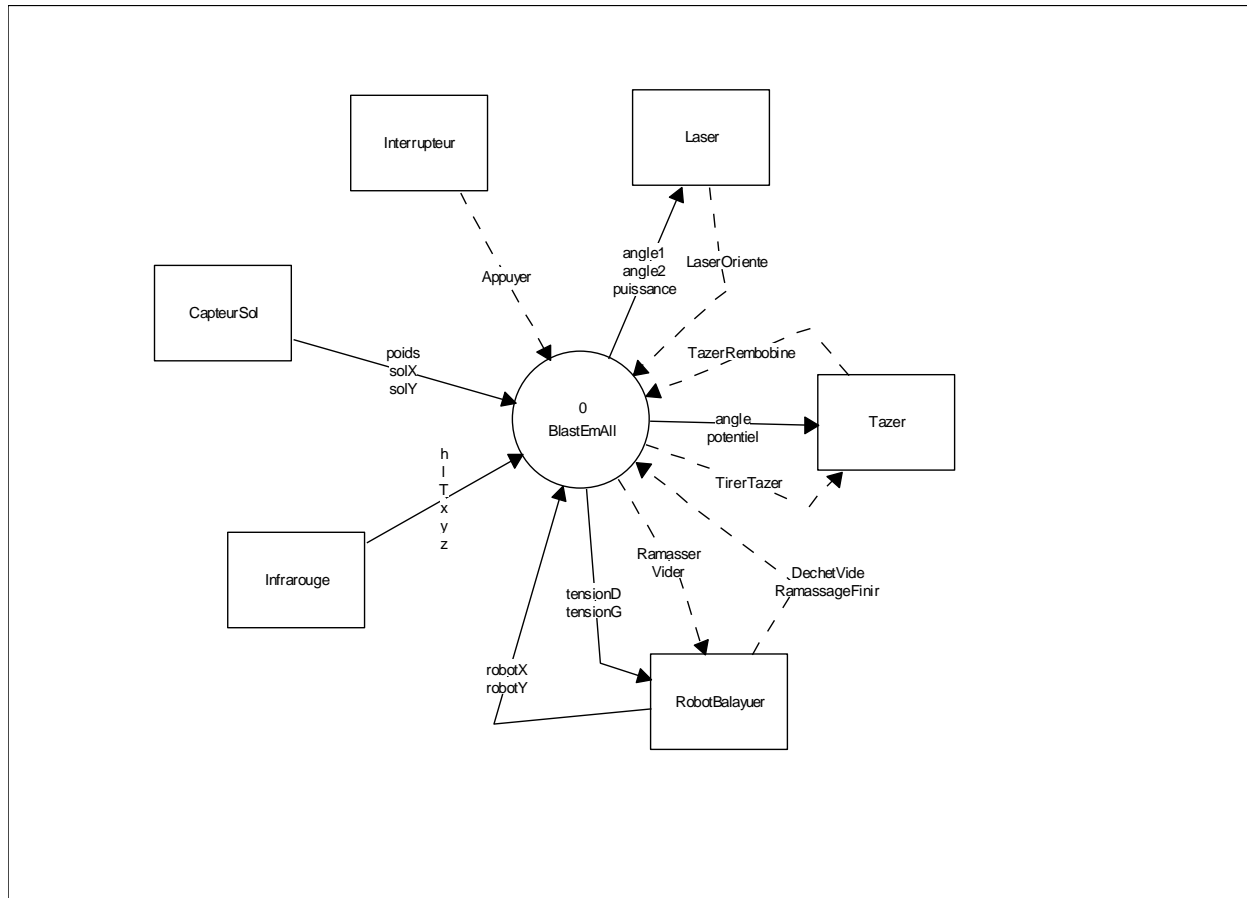 Interrupteur
Laser
Appuyer
angle1
angle2
puissance
LaserOriente
CapteurSol
poids
solX
solY
TazerRembobine
0
BlastEmAll
angle
potentiel
Tazer
TirerTazer
h
l
T
x
y
z
Infrarouge
Ramasser
Vider
DechetVide
RamassageFinir
tensionD
tensionG
robotX
robotY
RobotBalayuer